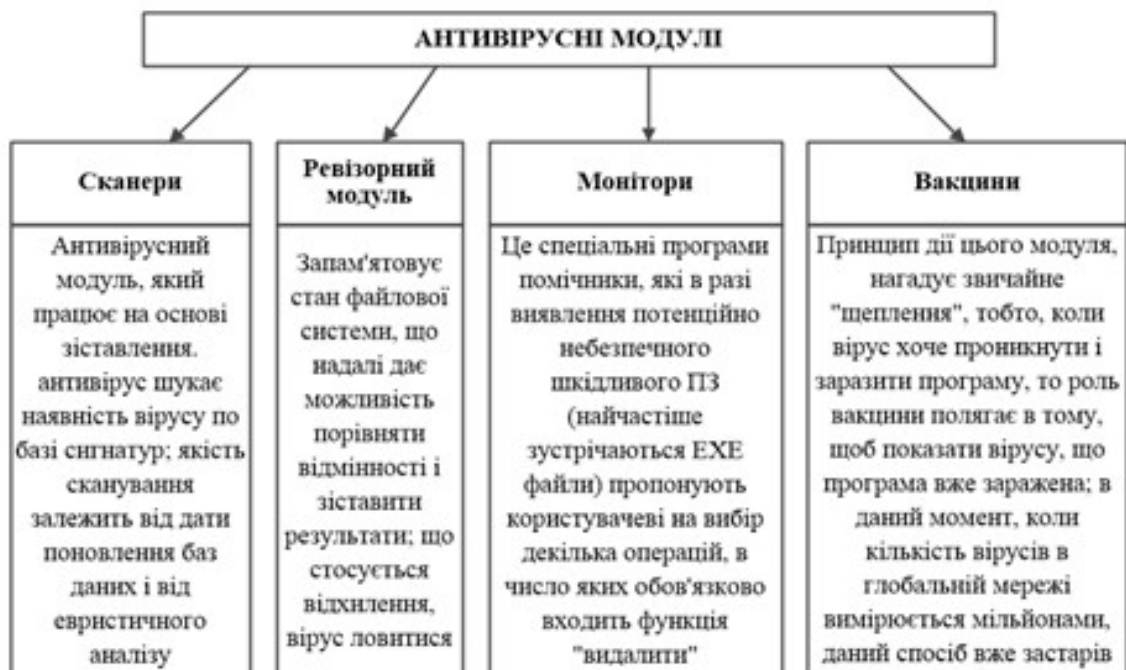 АНТИВІРУСНІ МОДУЛІ
Сканери
Антивірусний
модуль, який
працює на основі
зіставлення.
антивірус шукає
наявність вірусу по
базі сигнатур; якість
сканування
залежить від дати
поновлення баз
даних і від
евристичного
аналізу
Ревізорний
модуль
Запам'ятовує
стан файлової
системи, що
надалі дає
можливість
порівняти
відмінності і
зіставити
результати; що
стосується
відхилення,
вірус ловитися
Монітори
Це спеціальні програми
помічники, які в разі
виявлення потенційно
небезпечного
шкідливого ПЗ
(найчастіше
зустрічаються EXE
файли) пропонують
користувачеві на вибір
декілька операцій, в
число яких обов'язково
входить функція
"видалити"
Вакцини
Принцип дії цього модуля,
нагадує звичайне
"щеплення", тобто, коли
вірус хоче проникнути і
заразити програму, то роль
вакцини полягає в тому,
щоб показати вірусу, що
програма вже заражена; в
даний момент, коли
кількість вірусів в
глобальній мережі
вимірюється мільйонами,
даний спосіб вже застарів